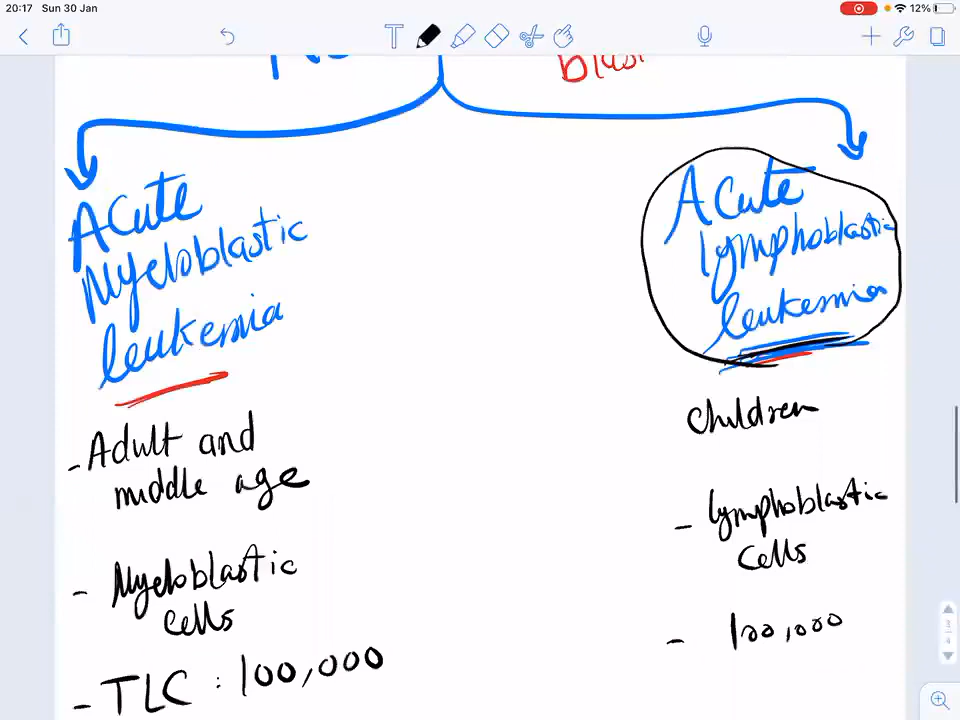 20:17 Sun 30 Jan
12%
T
Acute
Myeloblastic
leukemia
- Adult and
middle age
- Myeloblastic
cells
- TLC : 100,000
Acute
lymphoblastic
leukemia
children
- lymphoblastic
cells
- 100,000